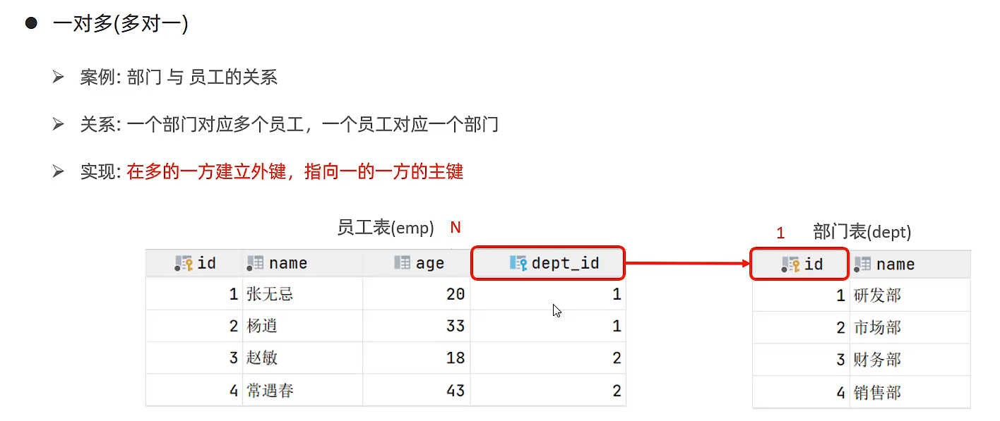 一对多(多对一)
案例: 部门 与 员工的关系
关系: 一个部门对应多个员工，一个员工对应一个部门
实现: 在多的一方建立外键，指向一的一方的主键
员工表(emp) N
id name age dept_id
1 张无忌 20 1
2 杨逍 33 1
3 赵敏 18 2
4 常遇春 43 2
1 部门表(dept)
id name
1 研发部
2 市场部
3 财务部
4 销售部